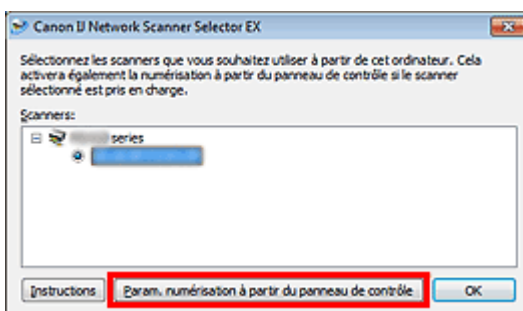 Canon IJ Network Scanner Selector EX
Sélectionnez les scanners que vous souhaitez utiliser à partir de cet ordinateur. Cela
activera également la numérisation à partir du panneau de contrôle si le scanner
sélectionné est pris en charge.
Scanners:
series
Instructions Param. numérisation à partir du panneau de contrôle OK